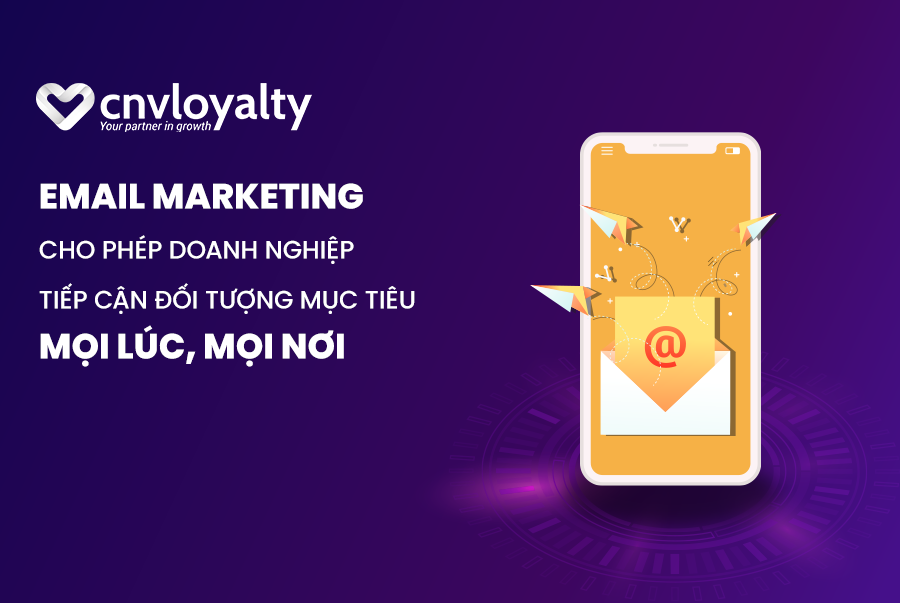 cnvloyalty
Your partner in growth
EMAIL MARKETING
CHO PHÉP DOANH NGHIỆP
TIẾP CẬN ĐỐI TƯỢNG MỤC TIÊU
MỌI LÚC, MỌI NƠI
@